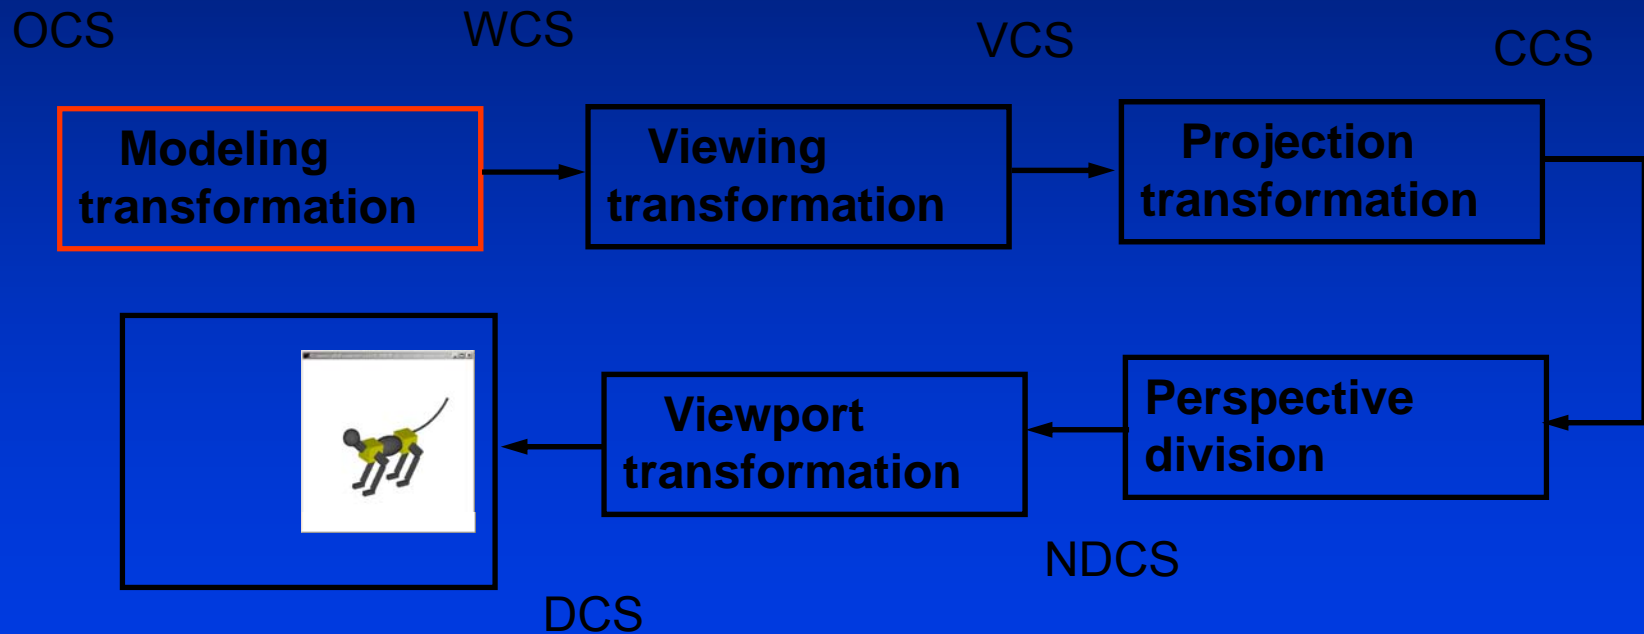 OCS
WCS
VCS
CCS
Modeling
transformation
Viewing
transformation
Projection
transformation
Viewport
transformation
Perspective
division
NDCS
DCS